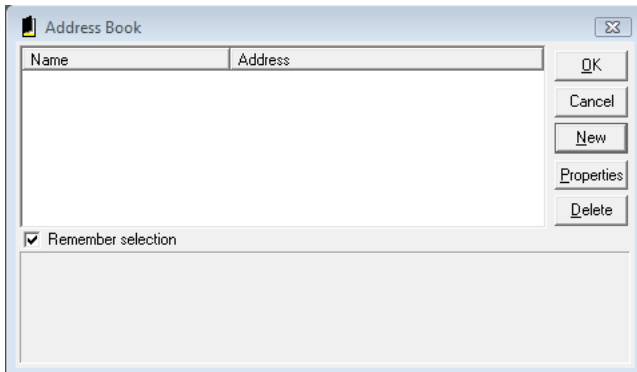 Address Book
Name Address
OK
Cancel
New
Properties
Delete
Remember selection